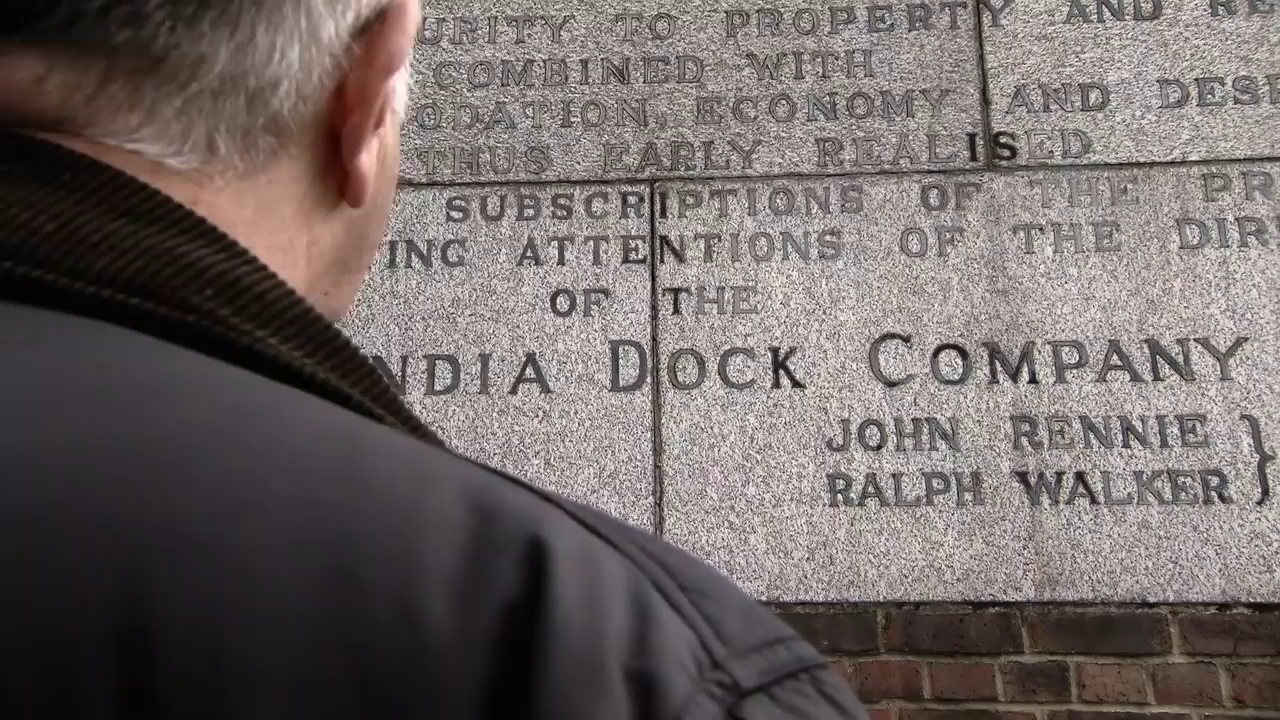 URITY TO PROPERTY AND RE
COMBINED WITH
ODATION, ECONOMY AND DESP
THUS EARLY REALISED
SUBSCRIPTIONS OF THE PR
ING ATTENTIONS OF THE DIR
OF THE
NDIA DOCK COMPANY
JOHN RENNIE
RALPH WALKER }